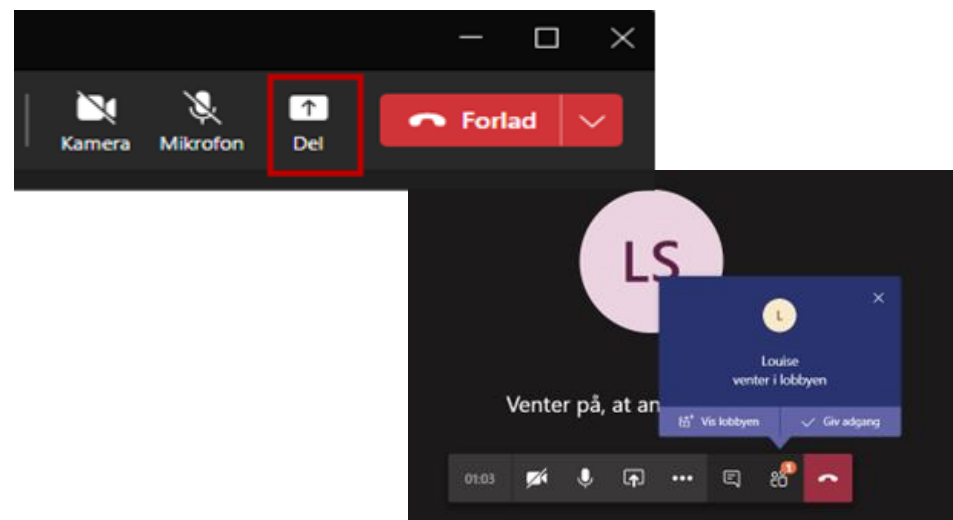 Kamera Mikrofon Del Forlad
LS
L
Louise
venter i lobbyen
Venter på, at an
Vis lobbyen Giv adgang
01:03
1